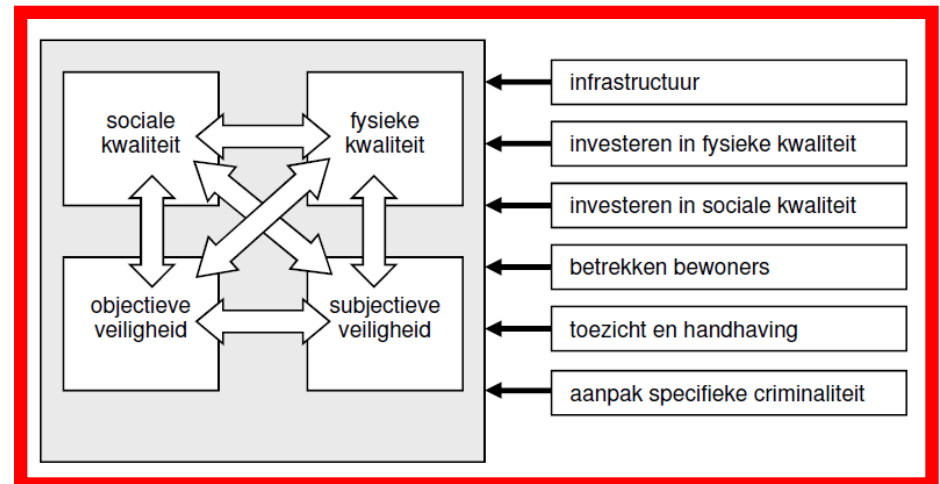 sociale
kwaliteit
fysieke
kwaliteit
objectieve
veiligheid
subjectieve
veiligheid
infrastructuur
investeren in fysieke kwaliteit
investeren in sociale kwaliteit
betrekken bewoners
toezicht en handhaving
aanpak specifieke criminaliteit